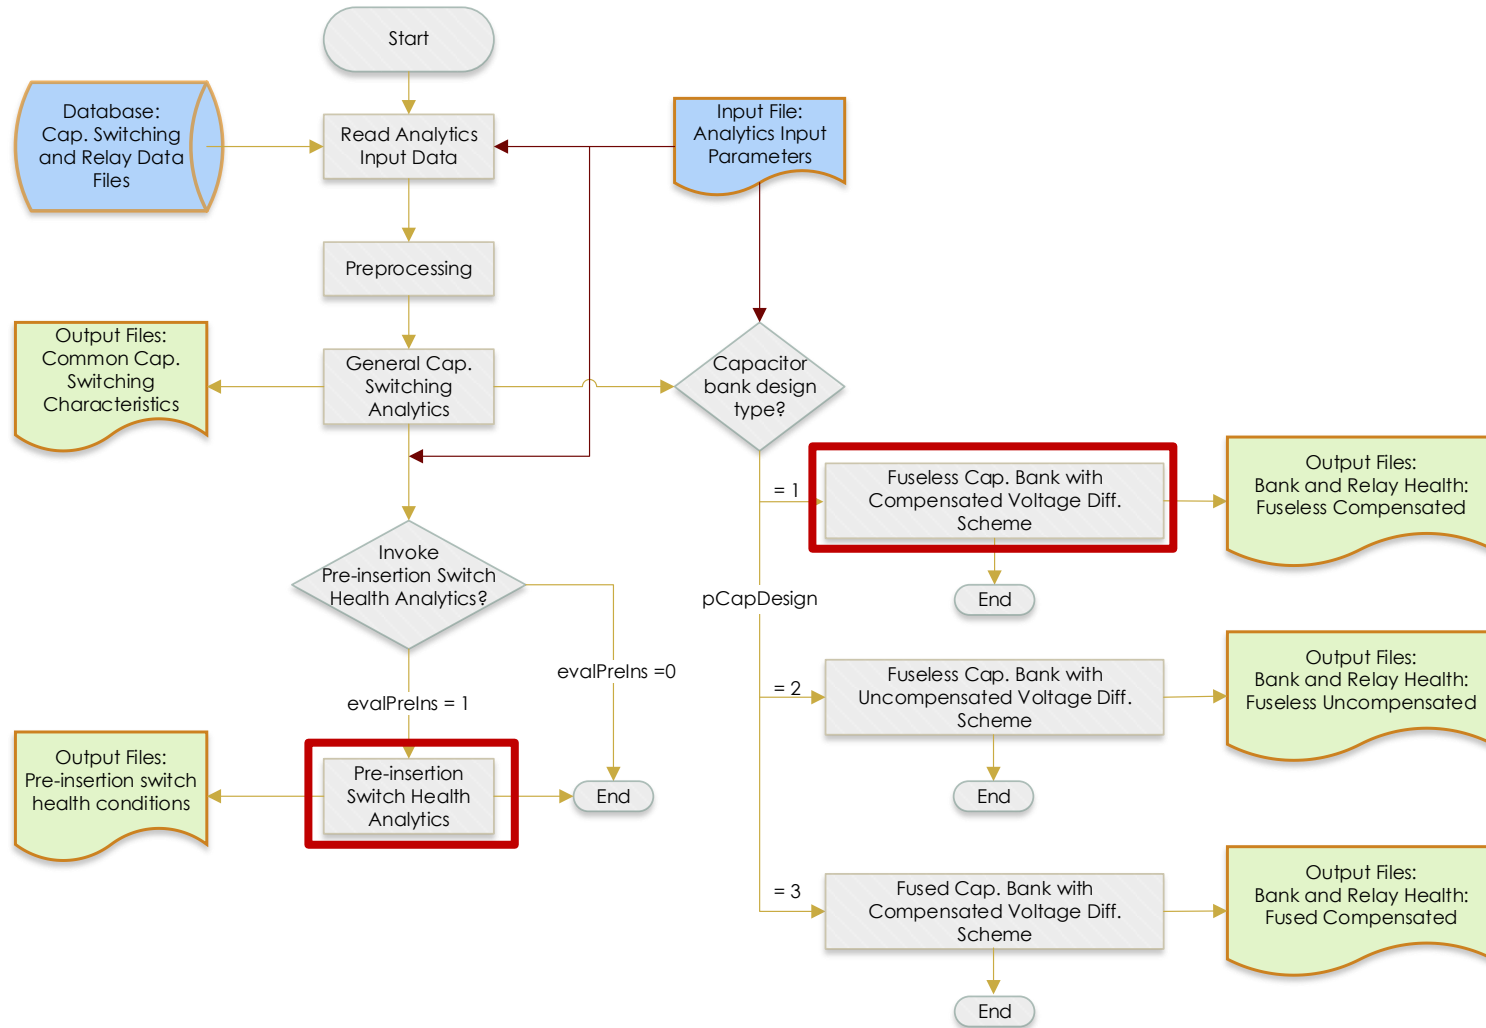 Start
Database:
Cap. Switching
and Relay Data
Files
Read Analytics
Input Data
Input File:
Analytics Input
Parameters
Preprocessing
Output Files:
Common Cap.
Switching
Characteristics
General Cap.
Switching
Analytics
Capacitor
bank design
type?
= 1
Fuseless Cap. Bank with
Compensated Voltage Diff.
Scheme
Output Files:
Bank and Relay Health:
Fuseless Compensated
End
Invoke
Pre-insertion Switch
Health Analytics?
pCapDesign
evalPreIns =0
evalPreIns = 1
= 2
Fuseless Cap. Bank with
Uncompensated Voltage Diff.
Scheme
Output Files:
Bank and Relay Health:
Fuseless Uncompensated
End
Output Files:
Pre-insertion switch
health conditions
Pre-insertion
Switch Health
Analytics
End
= 3
Fused Cap. Bank with
Compensated Voltage Diff.
Scheme
Output Files:
Bank and Relay Health:
Fused Compensated
End